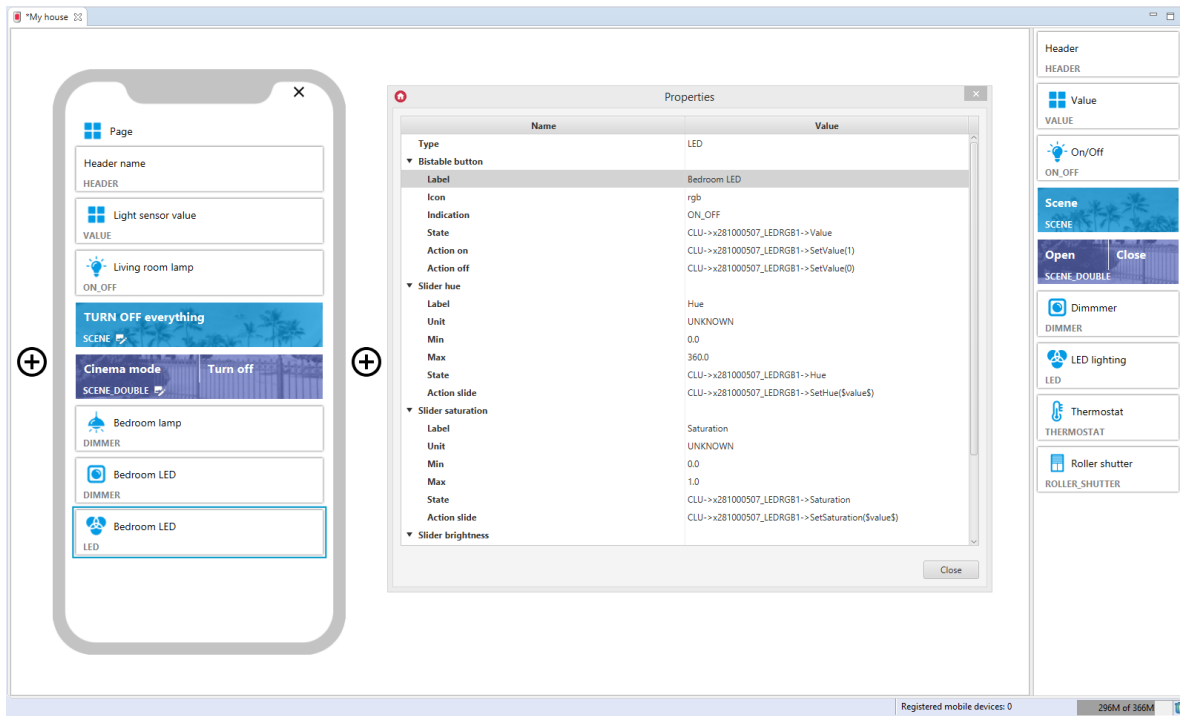 *My house
Page
Header name
HEADER
Light sensor value
VALUE
Living room lamp
ON_OFF
TURN OFF everything
SCENE
Cinema mode Turn off
SCENE_DOUBLE
Bedroom lamp
DIMMER
Bedroom LED
DIMMER
Bedroom LED
LED
Properties
Name Value
Type LED
Bistable button
Label Bedroom LED
Icon rgb
Indication ON_OFF
State CLU->x281000507_LEDRGB1->Value
Action on CLU->x281000507_LEDRGB1->SetValue(1)
Action off CLU->x281000507_LEDRGB1->SetValue(0)
Slider hue
Label Hue
Unit UNKNOWN
Min 0.0
Max 360.0
State CLU->x281000507_LEDRGB1->Hue
Action slide CLU->x281000507_LEDRGB1->SetHue($value$)
Slider saturation
Label Saturation
Unit UNKNOWN
Min 0.0
Max 1.0
State CLU->x281000507_LEDRGB1->Saturation
Action slide CLU->x281000507_LEDRGB1->SetSaturation($value$)
Slider brightness
Close
Header
HEADER
Value
VALUE
On/Off
ON_OFF
Scene
SCENE
Open Close
SCENE_DOUBLE
Dimmmer
DIMMER
LED lighting
LED
Thermostat
THERMOSTAT
Roller shutter
ROLLER_SHUTTER
Registered mobile devices: 0
296M of 366M